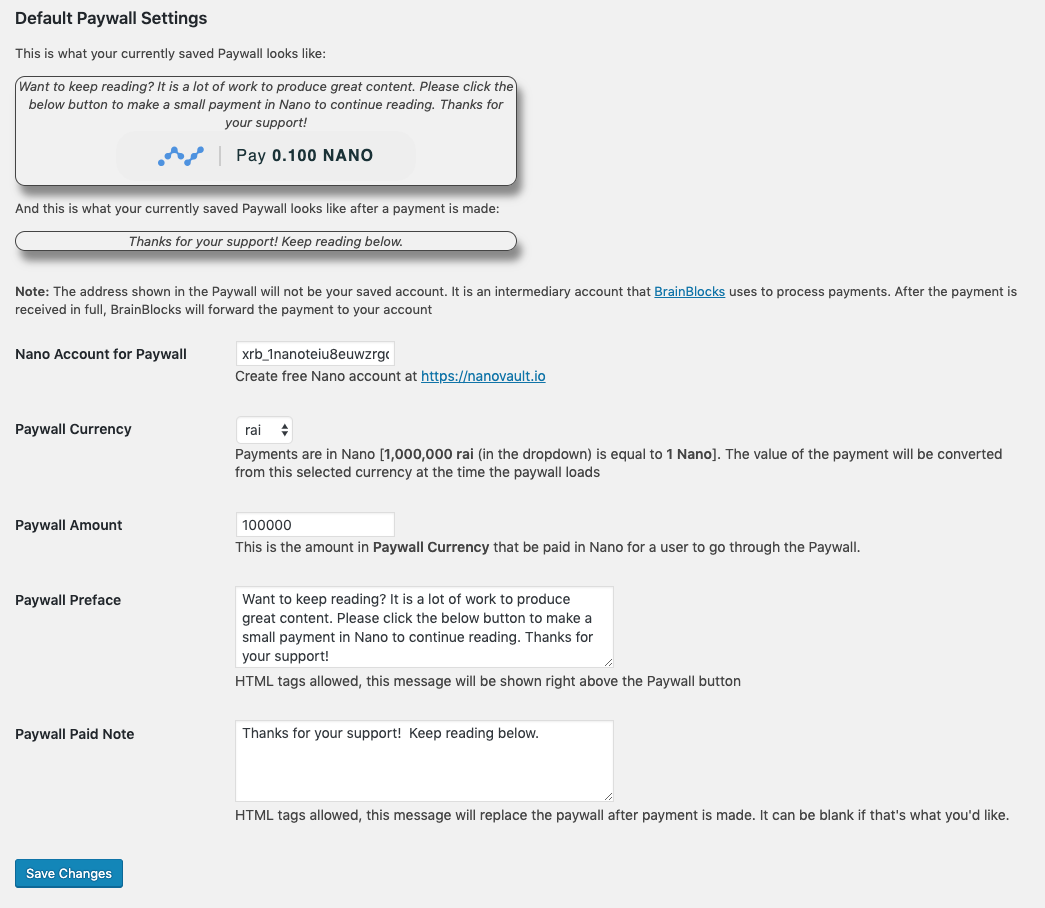 Default Paywall Settings
This is what your currently saved Paywall looks like:
Want to keep reading? It is a lot of work to produce great content. Please click the
below button to make a small payment in Nano to continue reading. Thanks for
your support!
Pay 0.100 NANO
And this is what your currently saved Paywall looks like after a payment is made:
Thanks for your support! Keep reading below.
Note: The address shown in the Paywall will not be your saved account. It is an intermediary account that BrainBlocks uses to process payments. After the payment is
received in full, BrainBlocks will forward the payment to your account
Nano Account for Paywall
xrb_1nanoteiu8euwzrgq
Create free Nano account at https://nanovault.io
Paywall Currency
rai
Payments are in Nano [1,000,000 rai (in the dropdown) is equal to 1 Nano]. The value of the payment will be converted
from this selected currency at the time the paywall loads
Paywall Amount
100000
This is the amount in Paywall Currency that be paid in Nano for a user to go through the Paywall.
Paywall Preface
Want to keep reading? It is a lot of work to produce
great content. Please click the below button to make a
small payment in Nano to continue reading. Thanks for
your support!
HTML tags allowed, this message will be shown right above the Paywall button
Paywall Paid Note
Thanks for your support!  Keep reading below.
HTML tags allowed, this message will replace the paywall after payment is made. It can be blank if that's what you'd like.
Save Changes